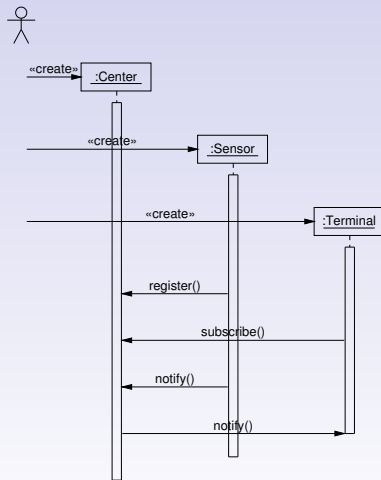 «create»
:Center
«create»
:Sensor
«create»
:Terminal
register()
subscribe()
notify()
notify()